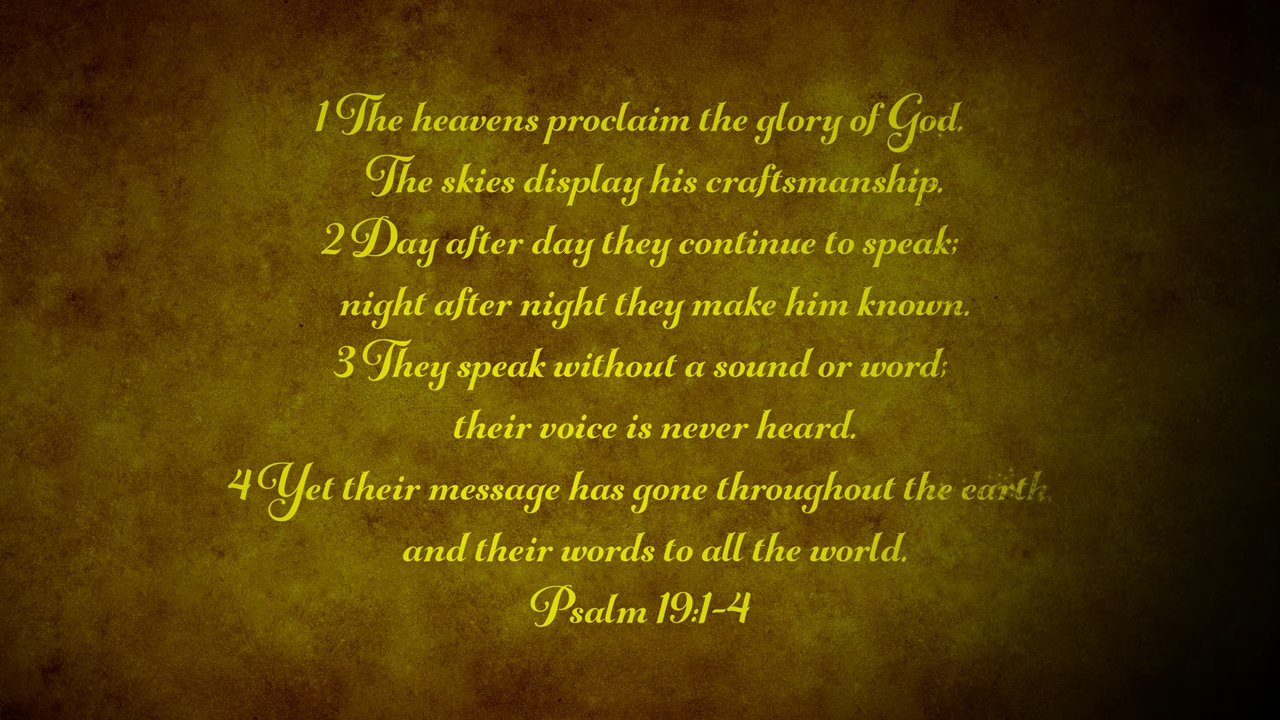 1 The heavens proclaim the glory of God.
The skies display his craftsmanship.
2 Day after day they continue to speak;
night after night they make him known.
3 They speak without a sound or word;
their voice is never heard.
4 Yet their message has gone throughout the earth,
and their words to all the world.
Psalm 19:1-4